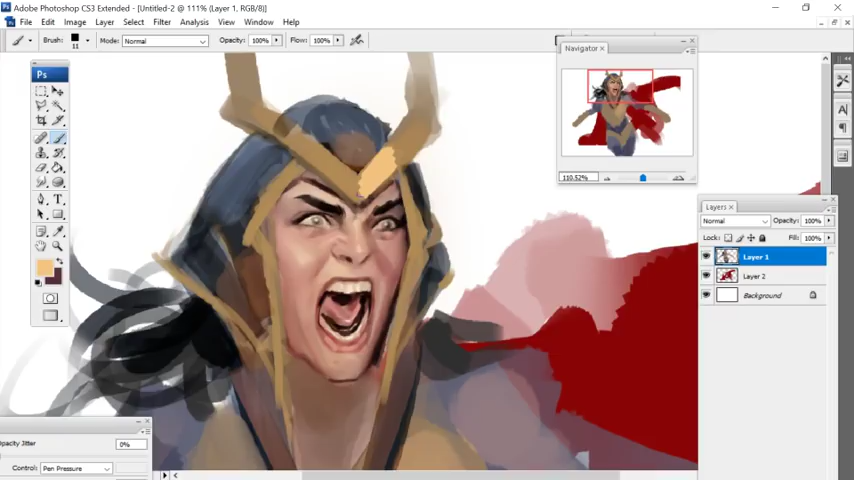 Adobe Photoshop CS3 Extended - [Untitled-2 @ 111% (Layer 1, RGB/8)]
File Edit Image Layer Select Filter Analysis View Window Help
Brush: 11 Mode: Normal Opacity: 100% Flow: 100%
Navigator
Ps
110.52%
Layers
Normal Opacity: 100%
Lock: Fill: 100%
Layer 1
Layer 2
Background
Opacity Jitter
0%
Control: Pen Pressure